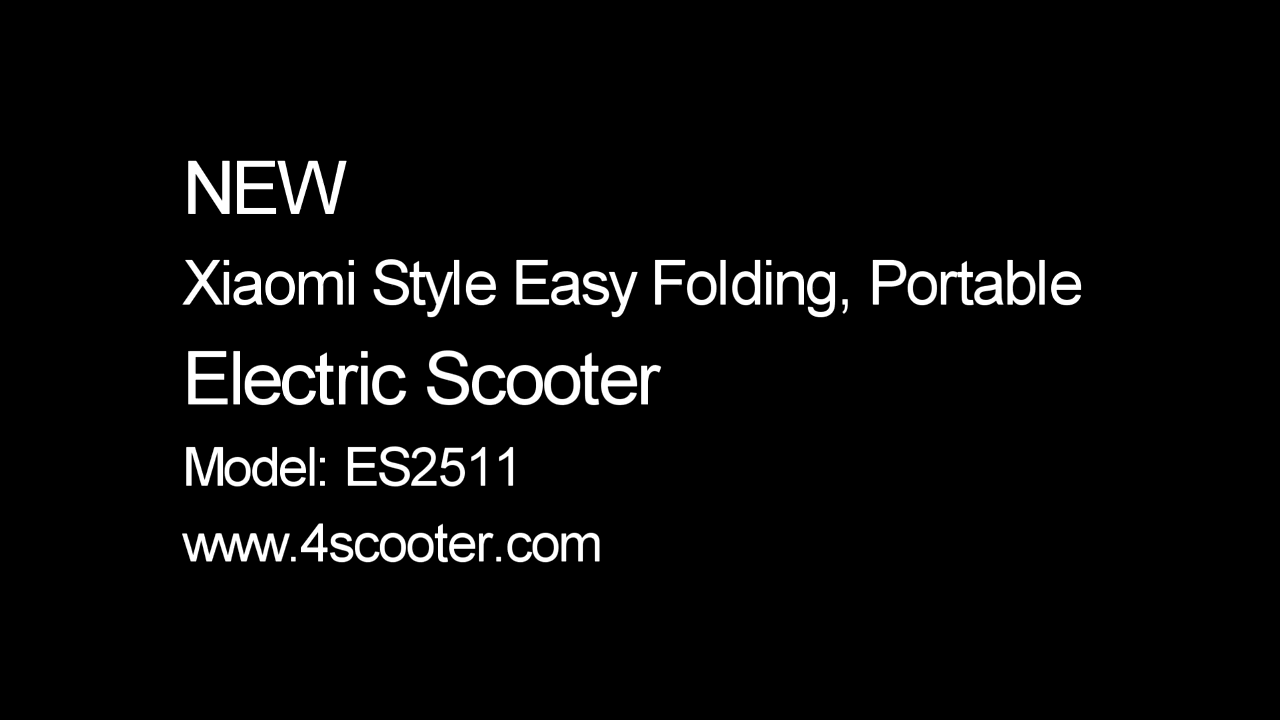 NEW
Xiaomi Style Easy Folding, Portable
Electric Scooter
Model: ES2511
www.4scooter.com